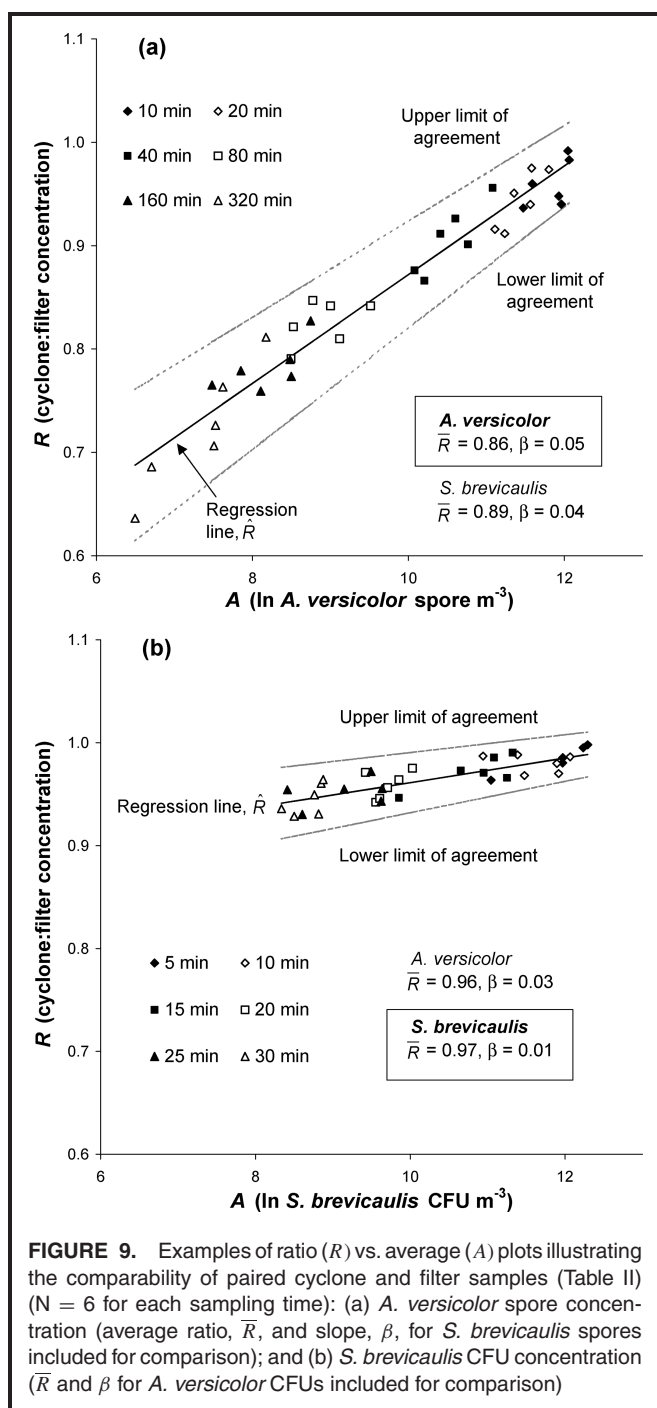 (a)
1.1
1.0
0.9
0.8
0.7
0.6
R (cyclone:filter concentration)
10 min
20 min
40 min
80 min
160 min
320 min
Upper limit of
agreement
Lower limit of
agreement
A. versicolor
R̅ = 0.86, β = 0.05
S. brevicaulis
R̅ = 0.89, β = 0.04
Regression
line, R̂
6
8
10
12
A (ln A. versicolor spore m⁻³)
(b)
1.1
1.0
0.9
0.8
0.7
0.6
R (cyclone:filter concentration)
Upper limit of agreement
Regression line, R̂
Lower limit of agreement
5 min
10 min
15 min
20 min
25 min
30 min
A. versicolor
R̅ = 0.96, β = 0.03
S. brevicaulis
R̅ = 0.97, β = 0.01
6
8
10
12
A (ln S. brevicaulis CFU m⁻³)
FIGURE 9. Examples of ratio (R) vs. average (A) plots illustrating
the comparability of paired cyclone and filter samples (Table II)
(N = 6 for each sampling time): (a) A. versicolor spore concen-
tration (average ratio, R̅, and slope, β, for S. brevicaulis spores
included for comparison); and (b) S. brevicaulis CFU concentration
(R̅ and β for A. versicolor CFUs included for comparison)